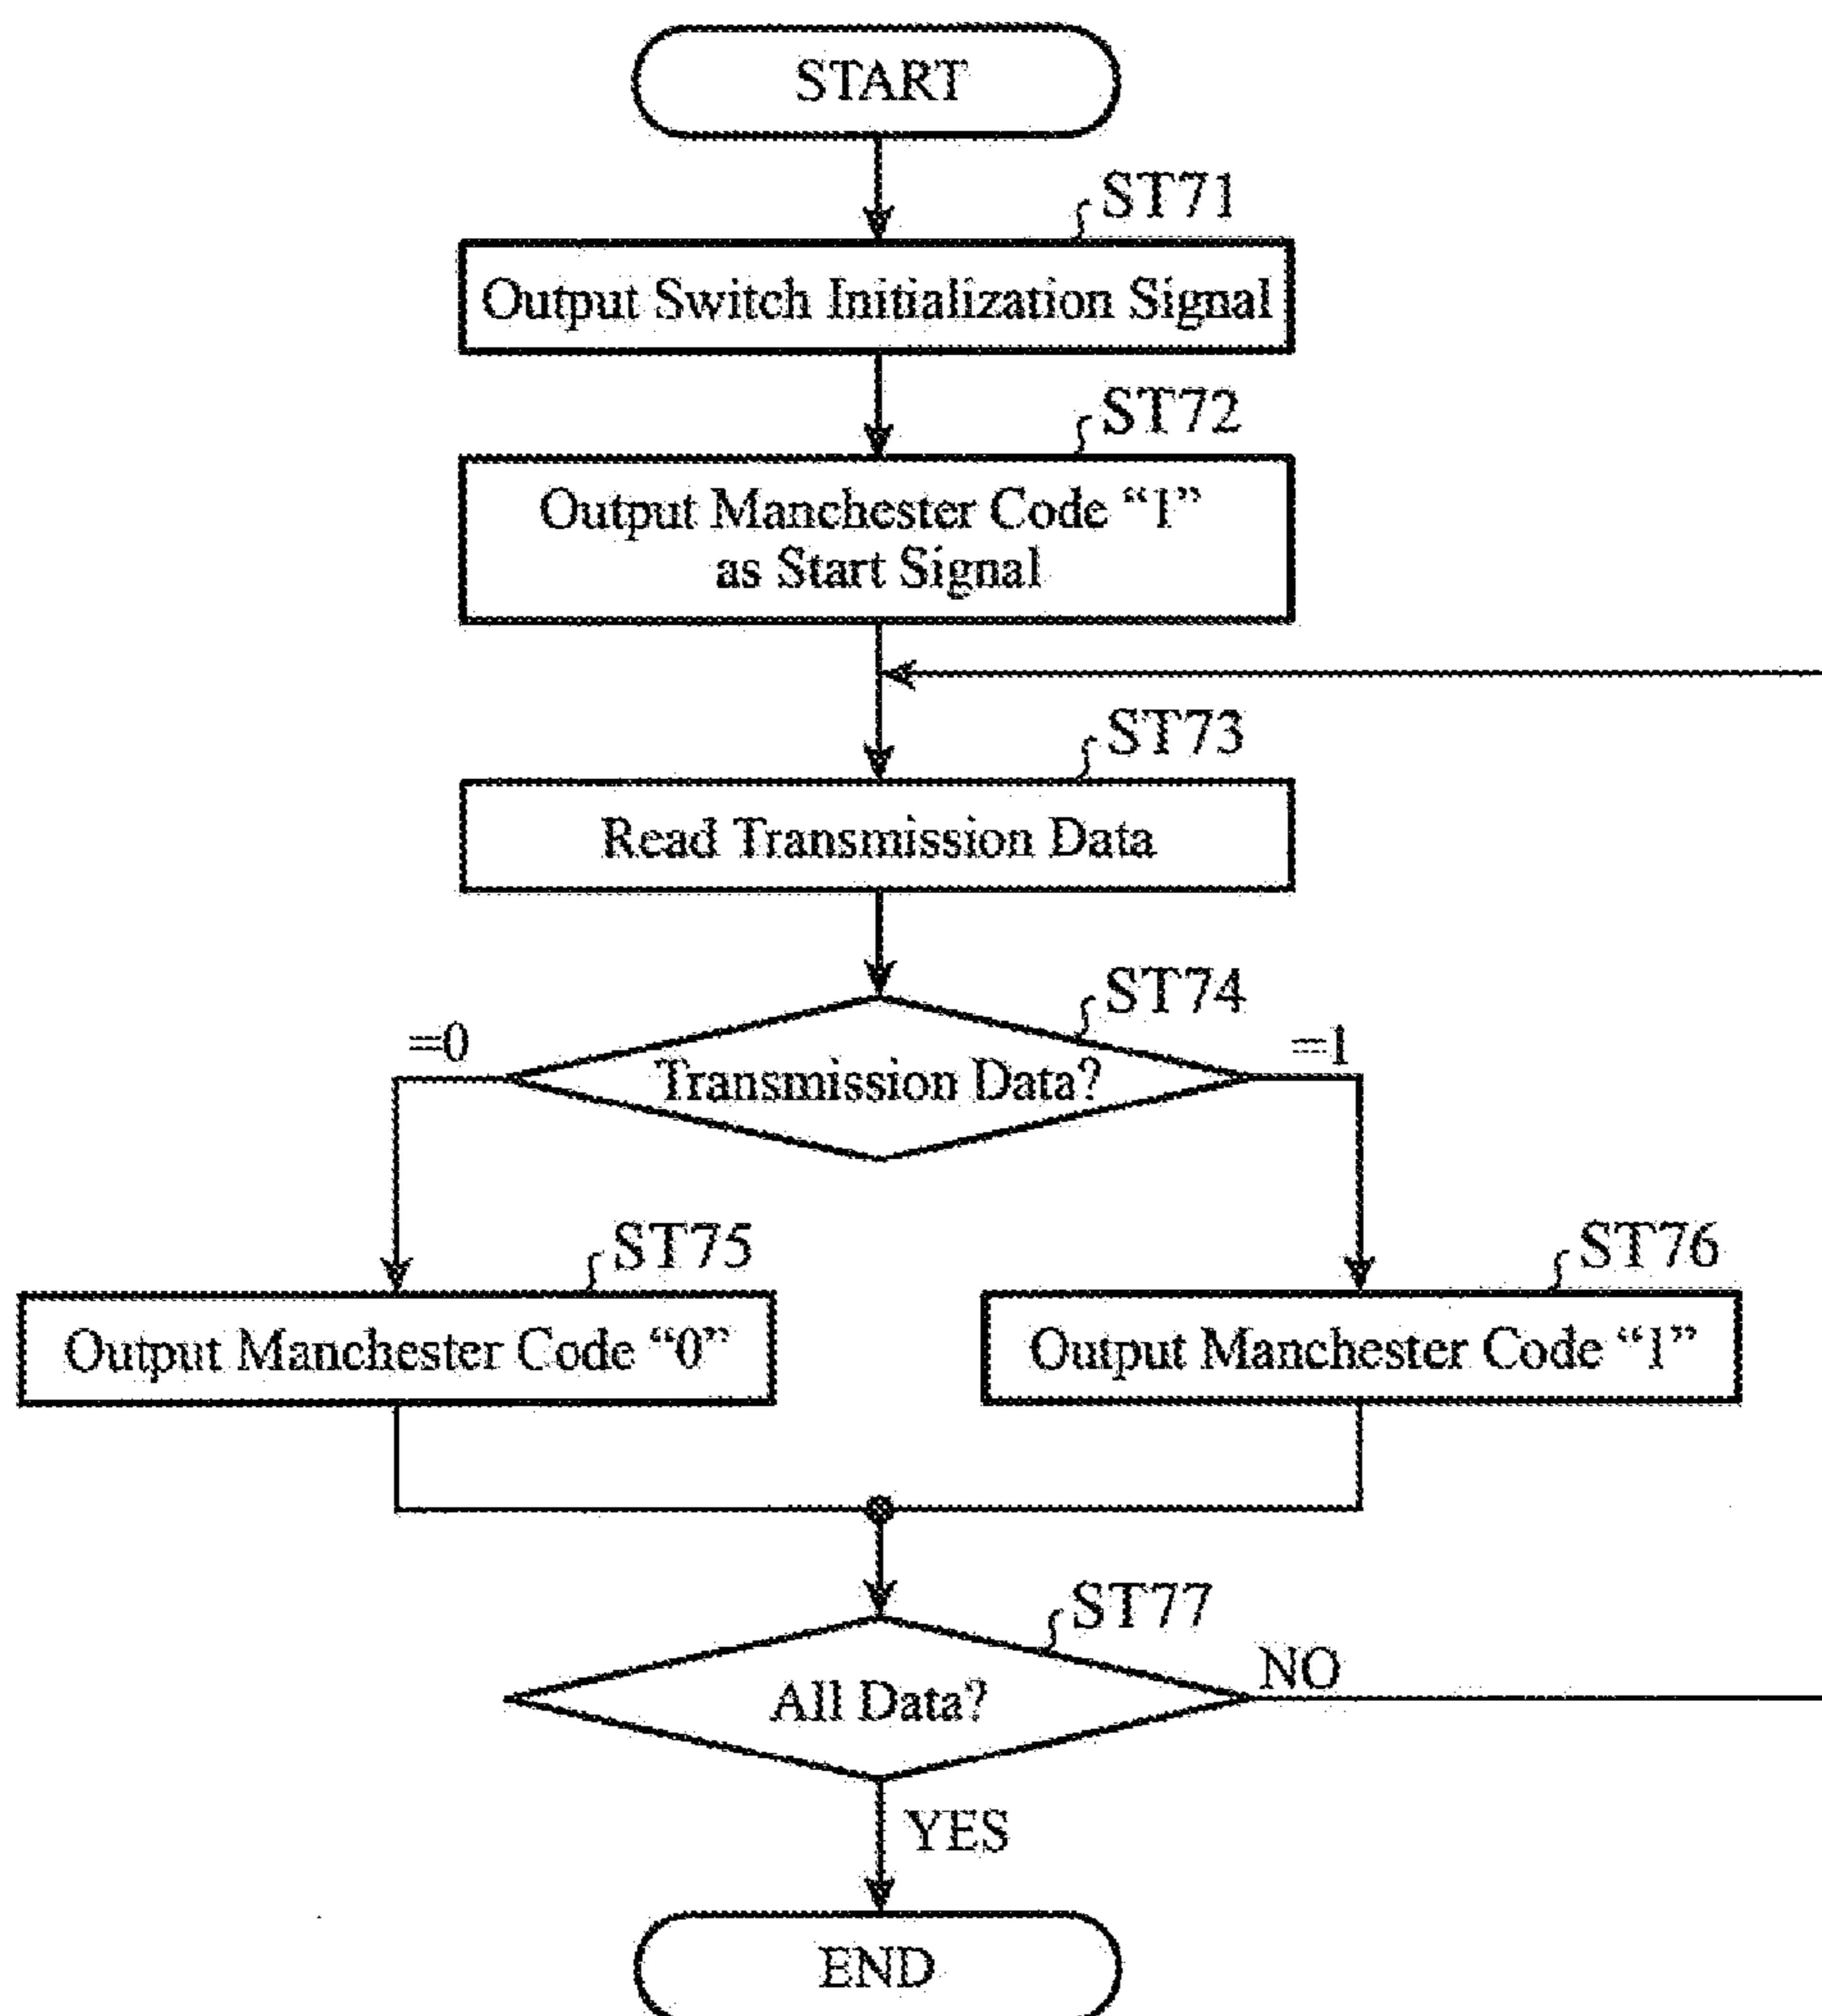 START
ST71
Output Switch Initialization Signal
ST72
Output Manchester Code “1”
as Start Signal
ST73
Read Transmission Data
ST74
=0
=1
Transmission Data?
ST75
ST76
Output Manchester Code “0”
Output Manchester Code “1”
ST77
NO
All Data?
YES
END